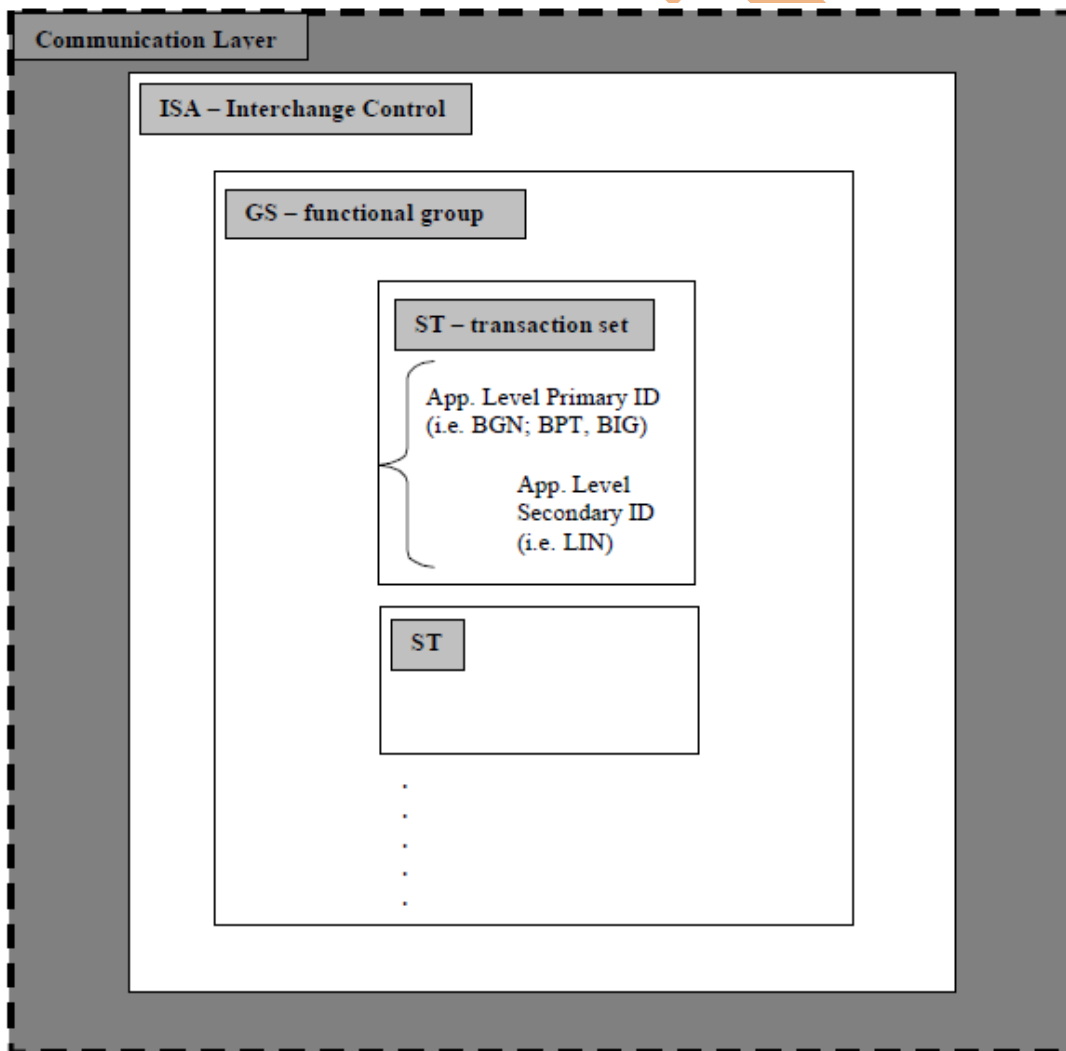 Communication Layer
ISA – Interchange Control
GS – functional group
ST – transaction set
App. Level Primary ID
(i.e. BGN; BPT, BIG)
App. Level
Secondary ID
(i.e. LIN)
ST
.
.
.
.
.